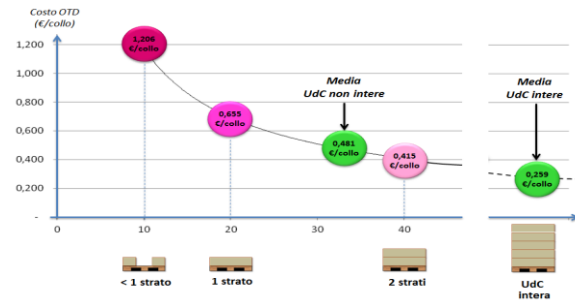 Costo OTD
(€/collo)
1,200
1,000
0,800
0,600
0,400
0,200
-
1,206
€/collo
0,655
€/collo
Media
UdC non intere
0,481
€/collo
0,415
€/collo
Media
UdC intere
0,259
€/collo
0
10
20
30
40
< 1 strato
1 strato
2 strati
UdC
intera